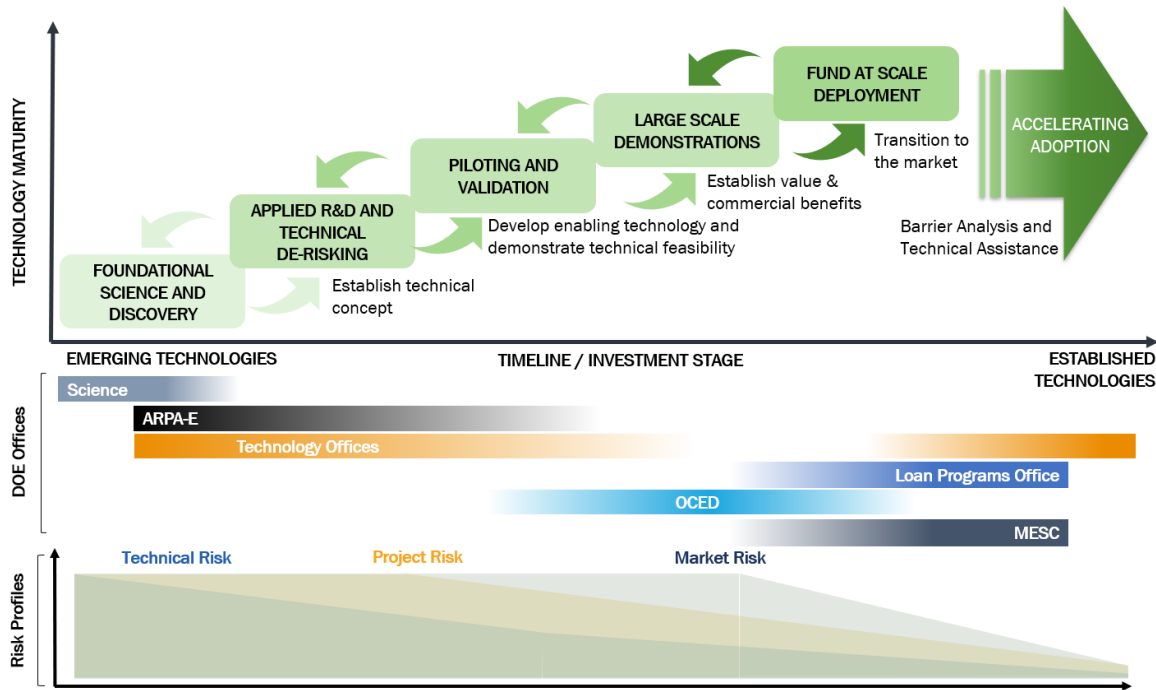 TECHNOLOGY MATURITY
FUND AT SCALE
DEPLOYMENT
LARGE SCALE
DEMONSTRATIONS
PILOTING AND
VALIDATION
APPLIED R&D AND
TECHNICAL
DE-RISKING
FOUNDATIONAL
SCIENCE AND
DISCOVERY
Establish technical
concept
Develop enabling technology and
demonstrate technical feasibility
Establish value &
commercial benefits
Transition to
the market
ACCELERATING
ADOPTION
Barrier Analysis and
Technical Assistance
EMERGING TECHNOLOGIES
TIMELINE / INVESTMENT STAGE
ESTABLISHED
TECHNOLOGIES
DOE Offices
Science
ARPA-E
Technology Offices
Loan Programs Office
OCED
MESC
Risk Profiles
Technical Risk
Project Risk
Market Risk